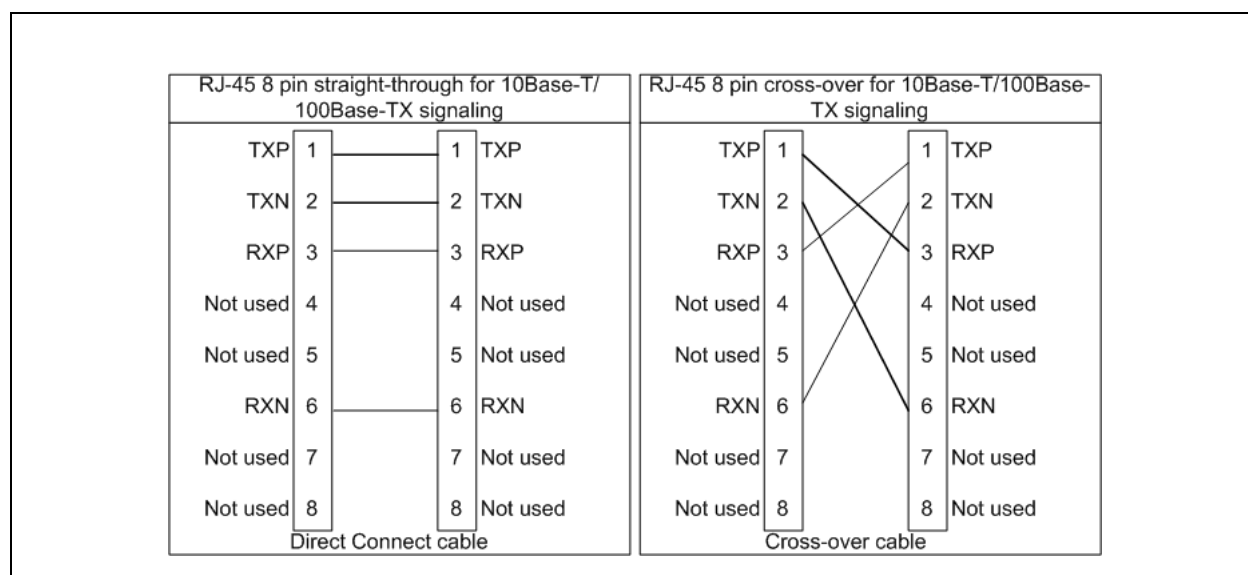 RJ-45 8 pin straight-through for 10Base-T/
100Base-TX signaling
TXP 1 1 TXP
TXN 2 2 TXN
RXP 3 3 RXP
Not used 4 4 Not used
Not used 5 5 Not used
RXN 6 6 RXN
Not used 7 7 Not used
Not used 8 8 Not used
Direct Connect cable
RJ-45 8 pin cross-over for 10Base-T/100Base-
TX signaling
TXP 1 1 TXP
TXN 2 2 TXN
RXP 3 3 RXP
Not used 4 4 Not used
Not used 5 5 Not used
RXN 6 6 RXN
Not used 7 7 Not used
Not used 8 8 Not used
Cross-over cable